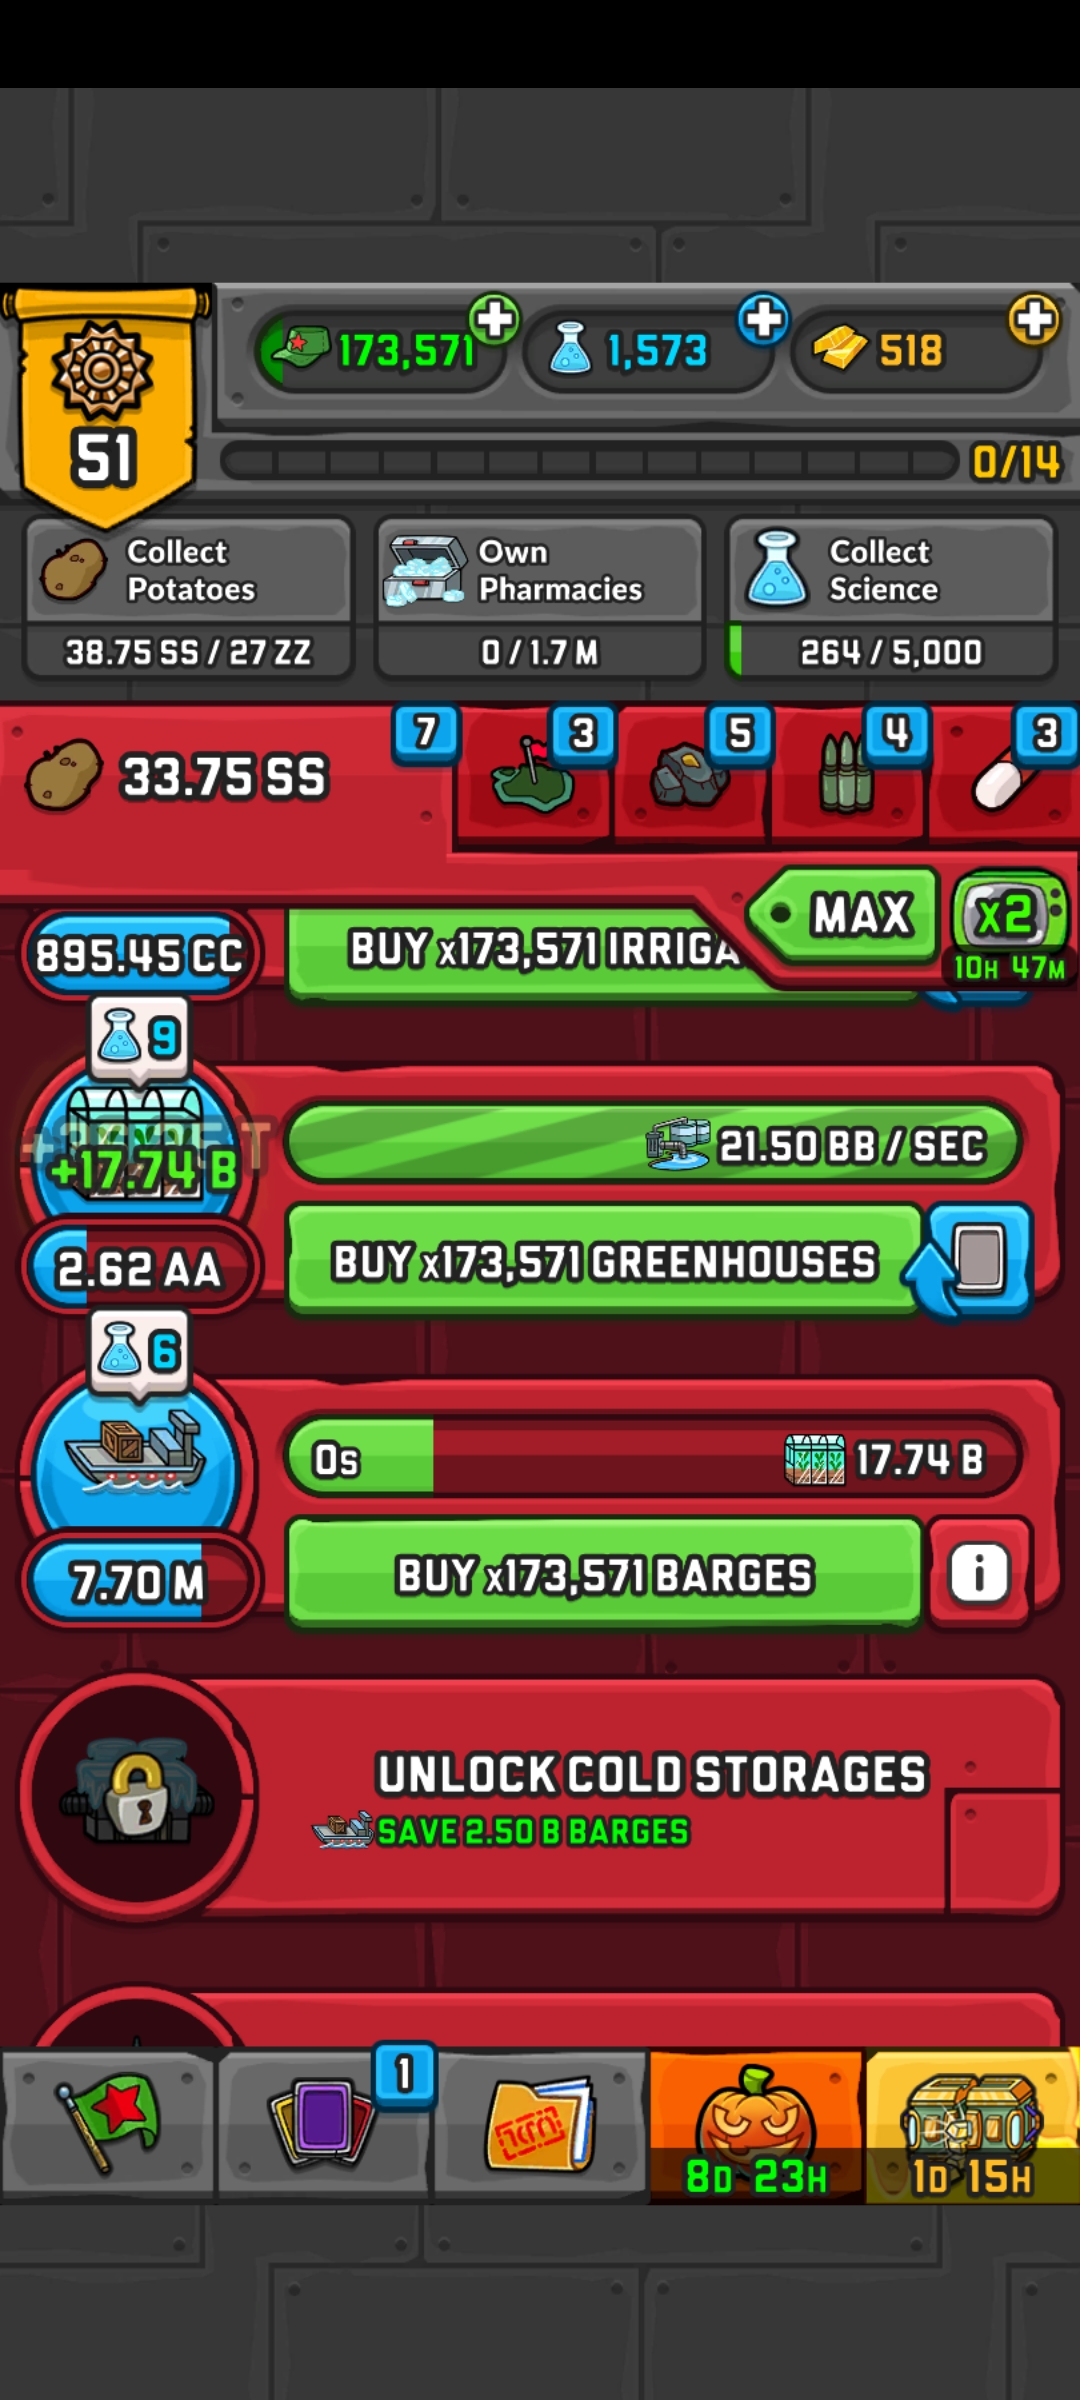 173,571
1,573
518
51
0/14
Collect
Potatoes
38.75 SS / 27 ZZ
Own
Pharmacies
0 / 1.7 M
Collect
Science
264 / 5,000
33.75 SS
7
3
5
4
3
MAX
x2
10H 47M
895.45 CC
BUY x173,571 IRRIGA
9
+17.74 B
21.50 BB / SEC
2.62 AA
BUY x173,571 GREENHOUSES
6
0s
17.74 B
7.70 M
BUY x173,571 BARGES
i
UNLOCK COLD STORAGES
SAVE 2.50 B BARGES
1
8D 23H
1D 15H